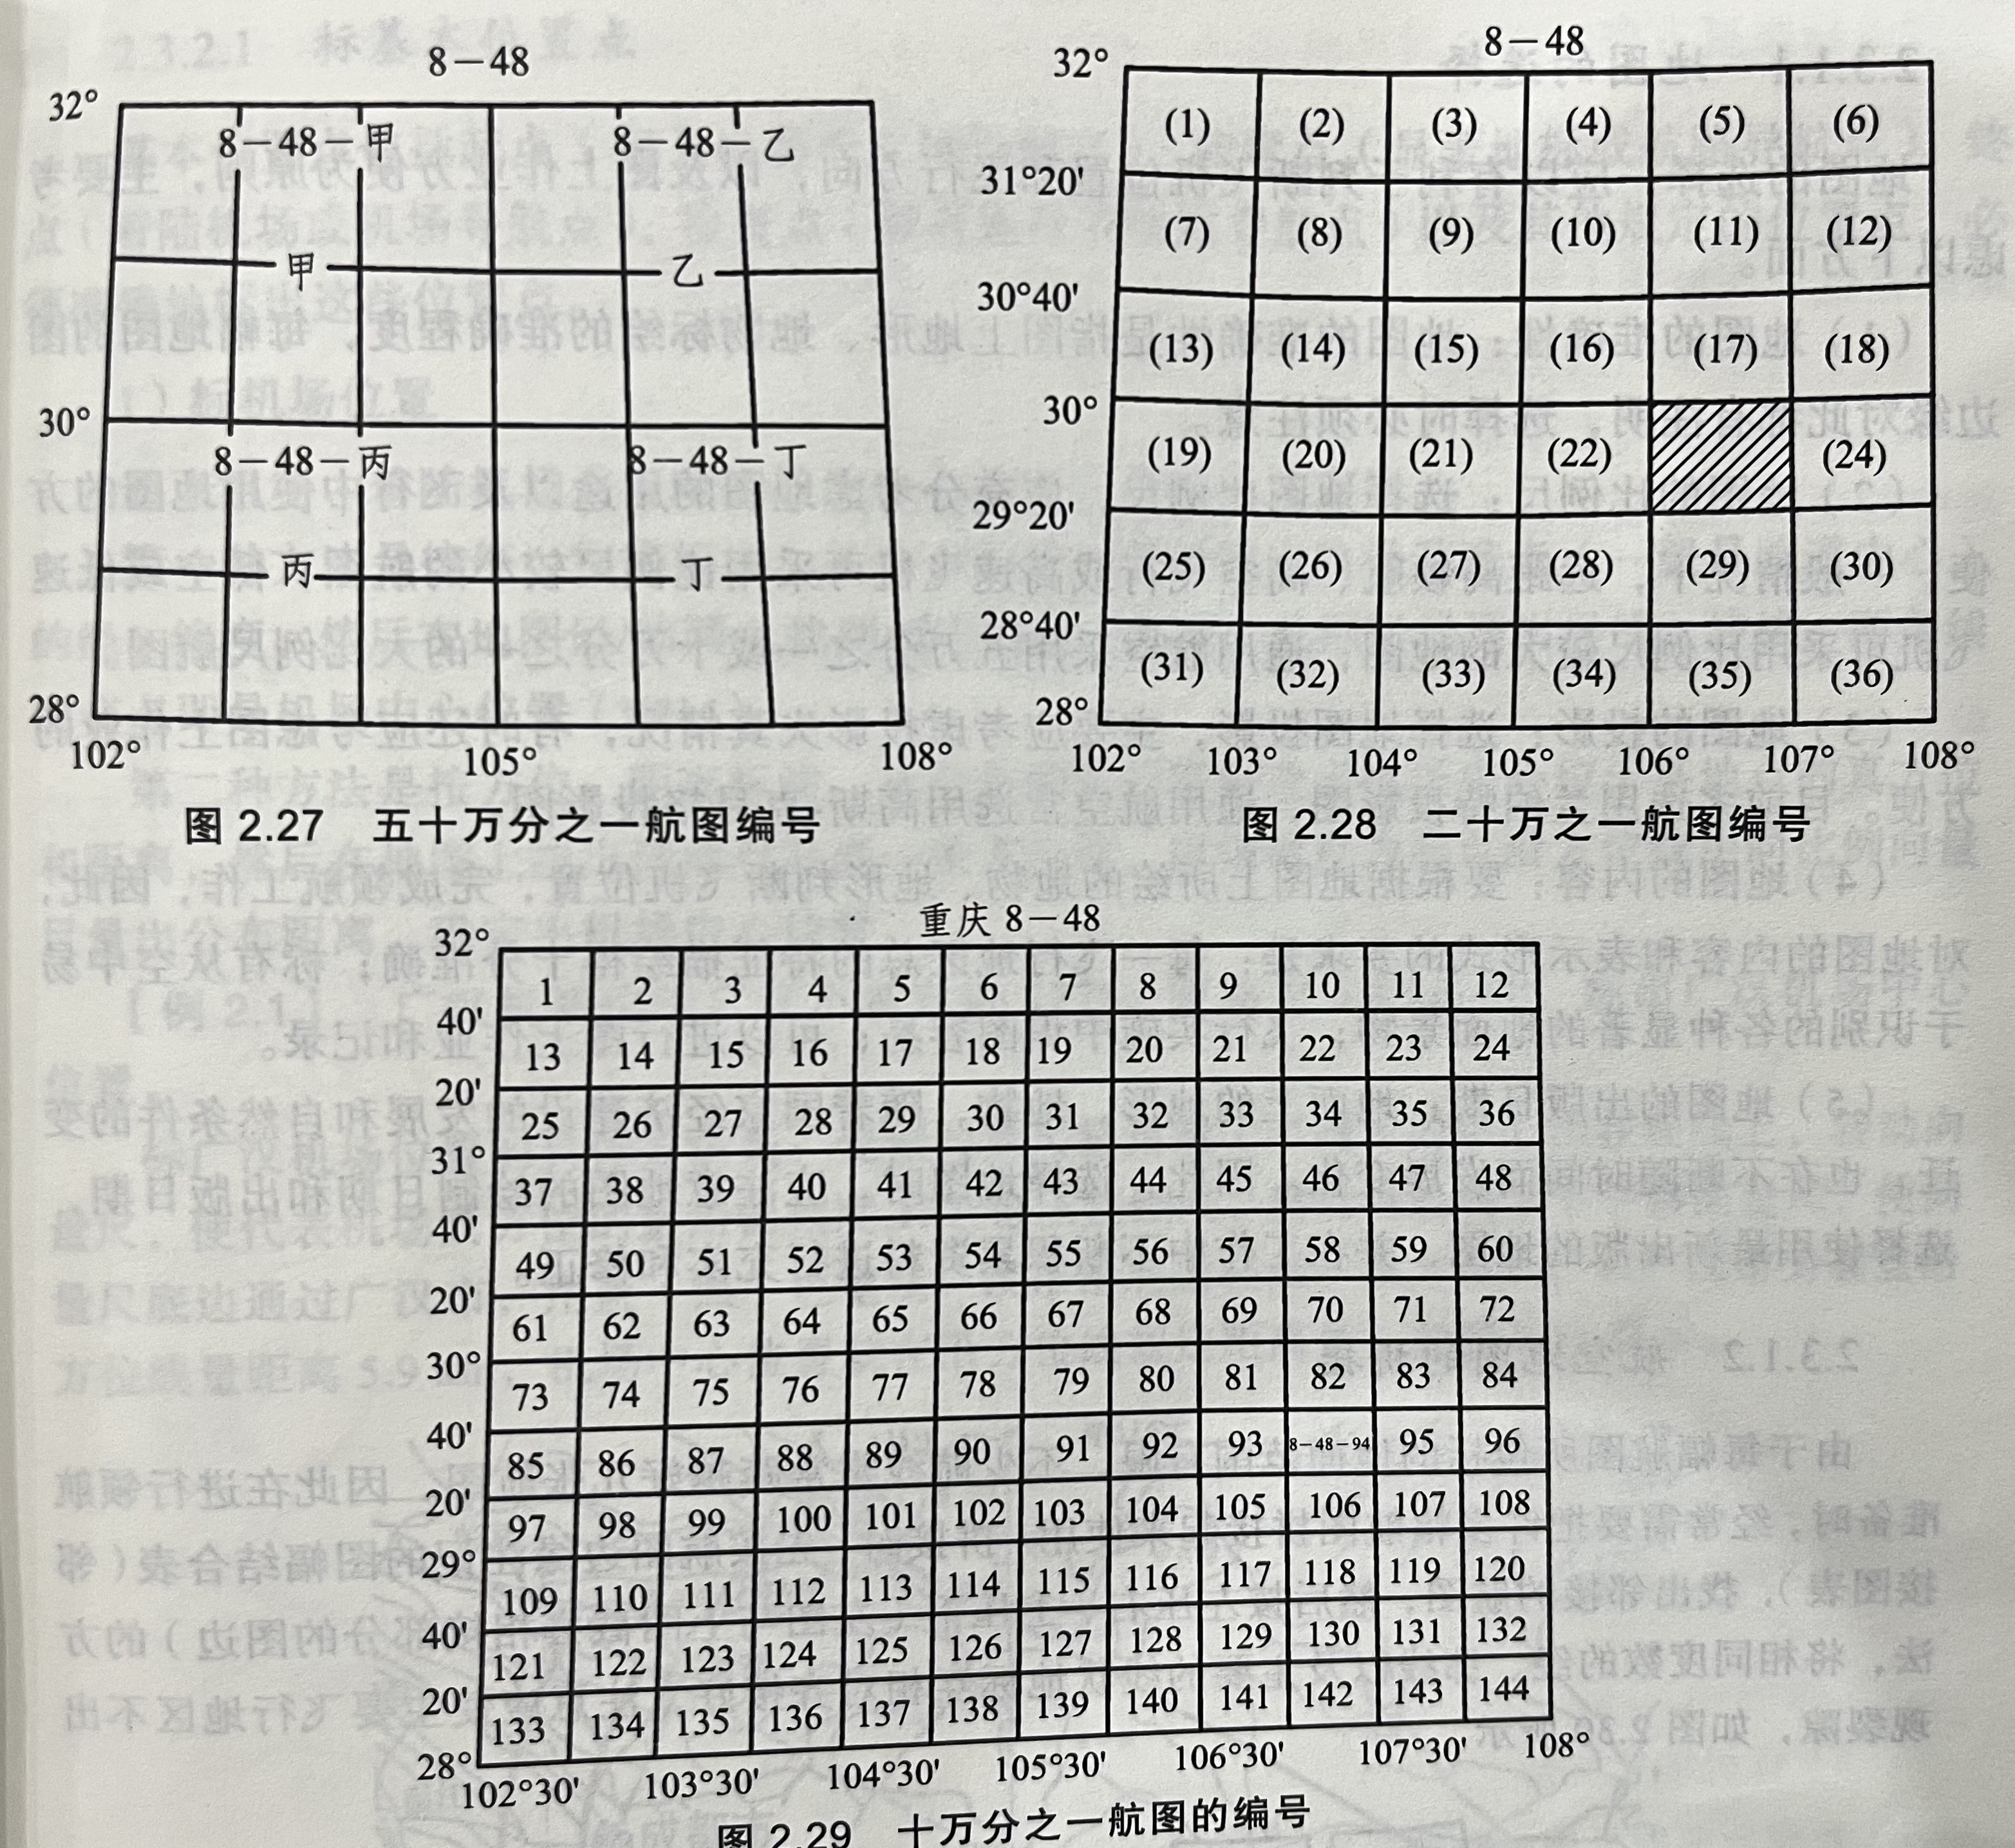 8-48
32°
8-48-甲
8-48-乙
甲
乙
30°
8-48-丙
8-48-丁
丙
丁
28°
102°
105°
108°
图 2.27 五十万分之一航图编号
8-48
32°
(1) (2) (3) (4) (5) (6)
31°20'
(7) (8) (9) (10) (11) (12)
30°40'
(13) (14) (15) (16) (17) (18)
30°
(19) (20) (21) (22) (24)
29°20'
(25) (26) (27) (28) (29) (30)
28°40'
(31) (32) (33) (34) (35) (36)
28°
102° 103° 104° 105° 106° 107° 108°
图 2.28 二十万之一航图编号
重庆 8-48
32°
1 2 3 4 5 6 7 8 9 10 11 12
40'
13 14 15 16 17 18 19 20 21 22 23 24
20'
25 26 27 28 29 30 31 32 33 34 35 36
31°
37 38 39 40 41 42 43 44 45 46 47 48
40'
49 50 51 52 53 54 55 56 57 58 59 60
20'
61 62 63 64 65 66 67 68 69 70 71 72
30°
73 74 75 76 77 78 79 80 81 82 83 84
40'
85 86 87 88 89 90 91 92 93 8-48-94 95 96
20'
97 98 99 100 101 102 103 104 105 106 107 108
29°
109 110 111 112 113 114 115 116 117 118 119 120
40'
121 122 123 124 125 126 127 128 129 130 131 132
20'
133 134 135 136 137 138 139 140 141 142 143 144
28°
102°30' 103°30' 104°30' 105°30' 106°30' 107°30' 108°
图 2.29 十万分之一航图的编号